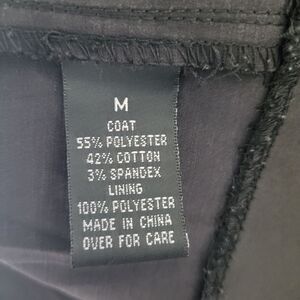 M
COAT
55% POLYESTER
42% COTTON
3% SPANDEX
LINING
100% POLYESTER
MADE IN CHINA
OVER FOR CARE